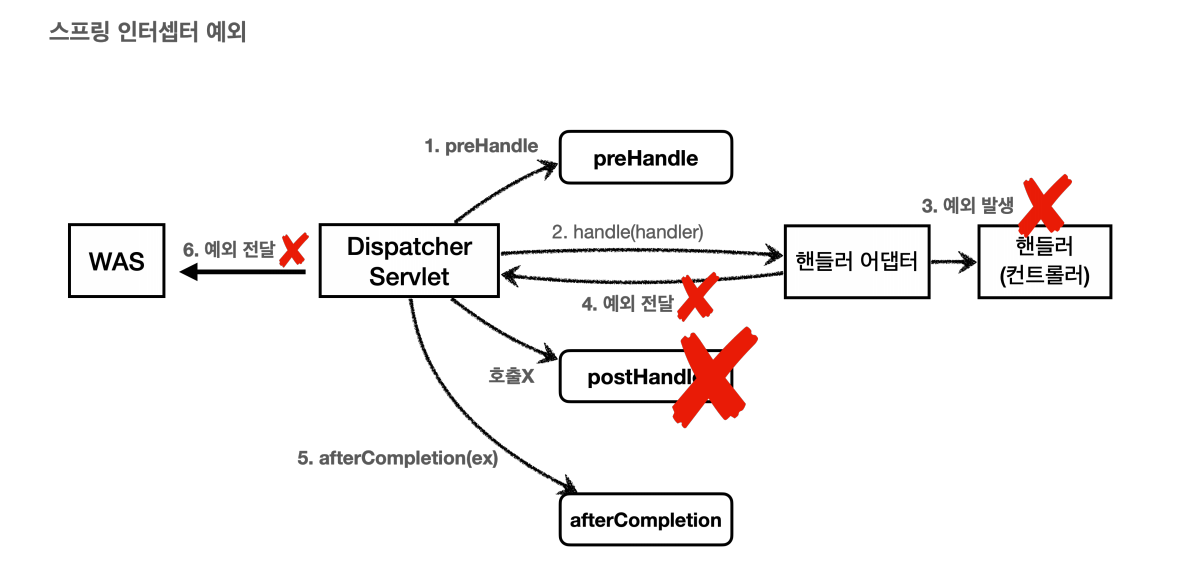 스프링 인터셉터 예외
1. preHandle
preHandle
3. 예외 발생
WAS
6. 예외 전달
Dispatcher
Servlet
2. handle(handler)
4. 예외 전달
핸들러 어댑터
핸들러
(컨트롤러)
호출X
postHandl
5. afterCompletion(ex)
afterCompletion